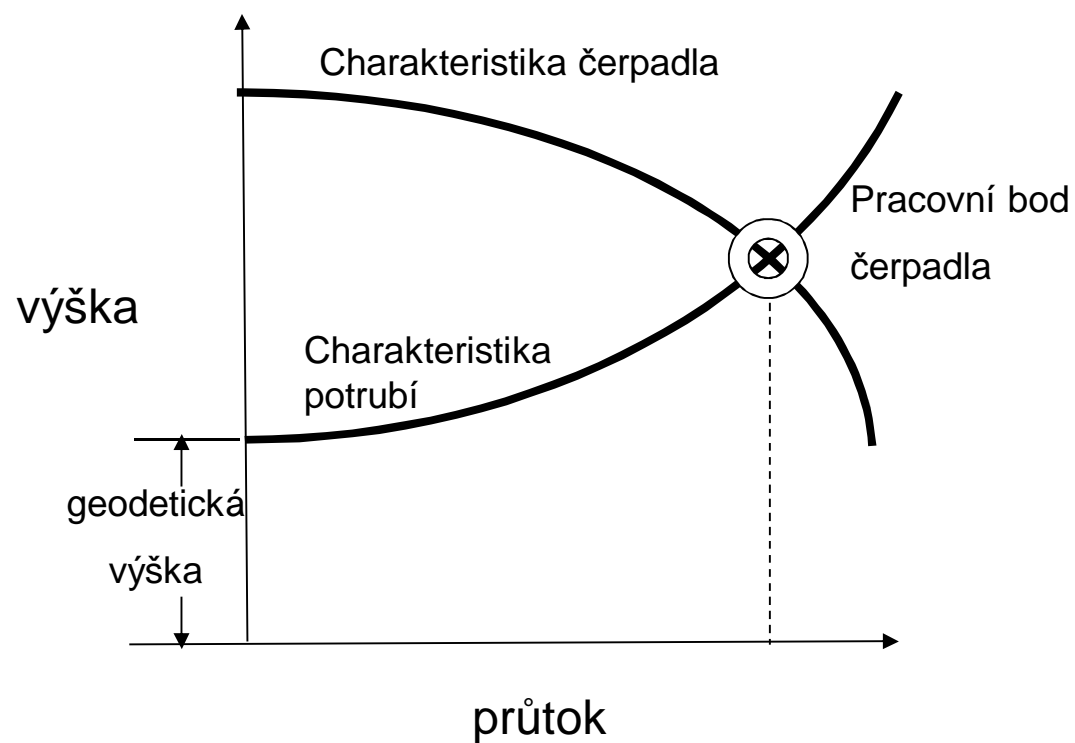 Charakteristika čerpadla
Pracovní bod
čerpadla
výška
Charakteristika
potrubí
geodetická
výška
průtok